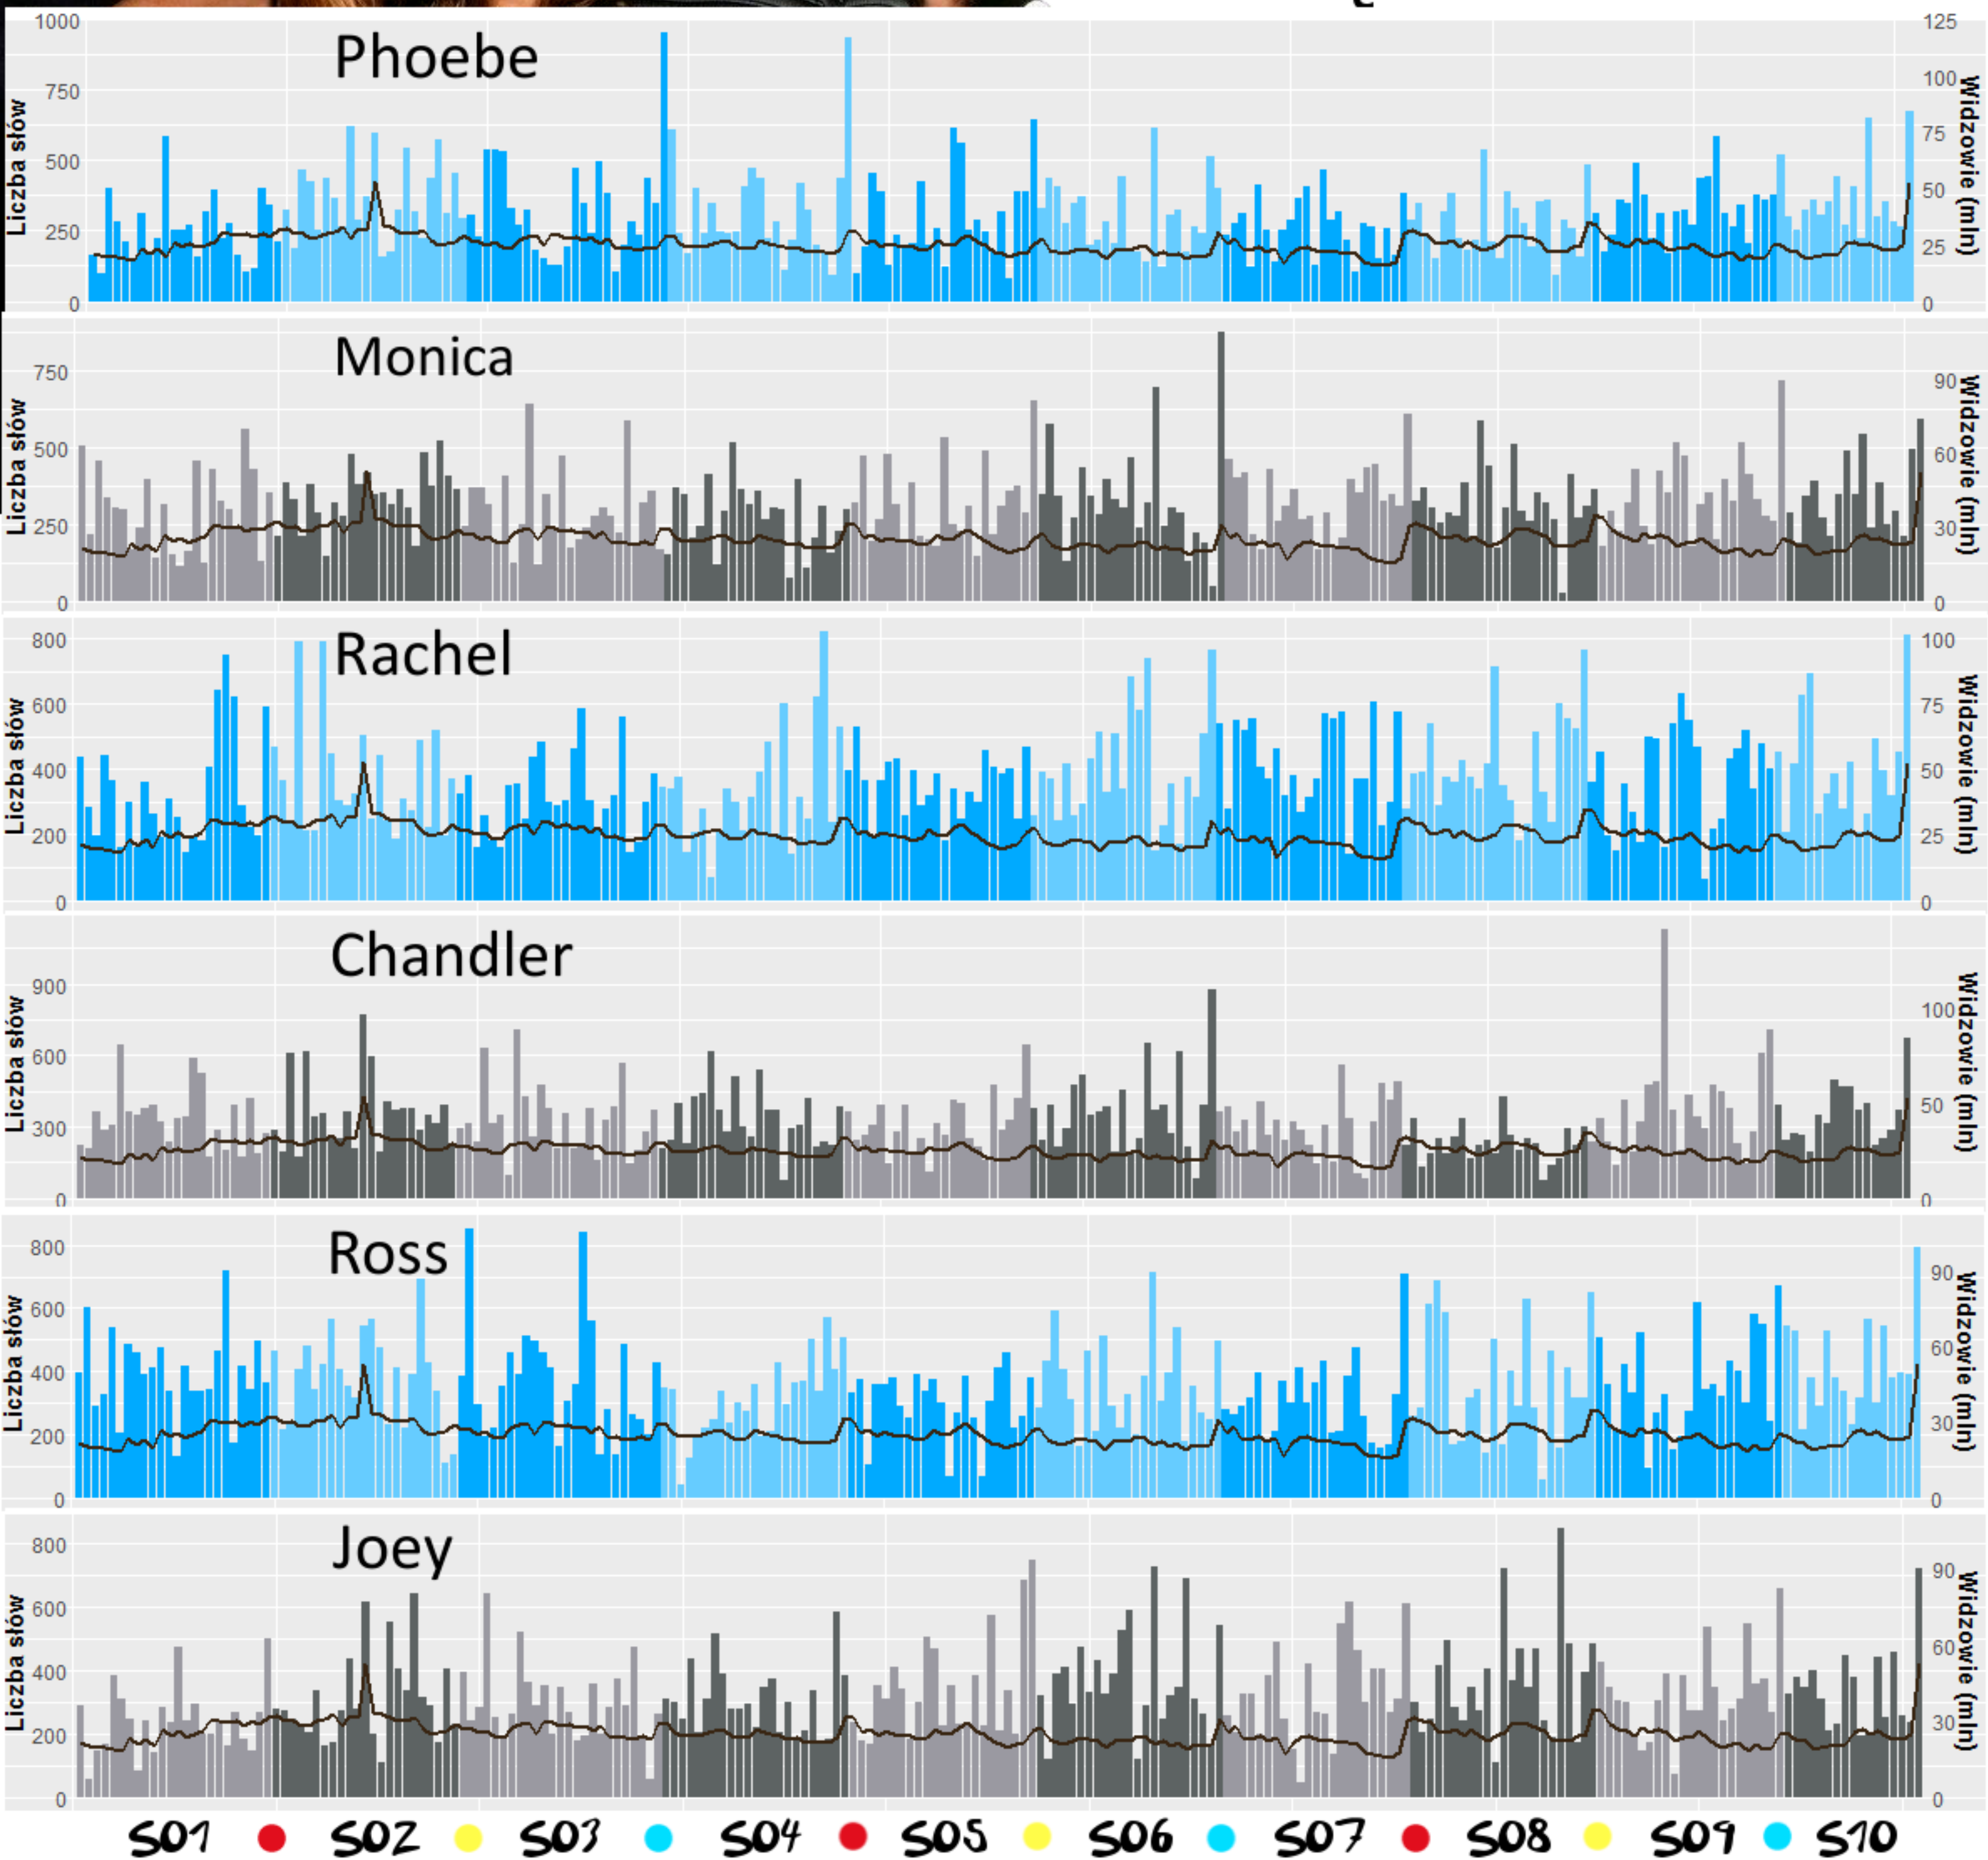 Phoebe
Liczba słów
1000
750
500
250
0
125
100
75
50
25
0
Widzowie (mln)
Monica
Liczba słów
750
500
250
0
90
60
30
0
Widzowie (mln)
Rachel
Liczba słów
800
600
400
200
0
100
75
50
25
0
Widzowie (mln)
Chandler
Liczba słów
900
600
300
0
100
50
0
Widzowie (mln)
Ross
Liczba słów
800
600
400
200
0
90
60
30
0
Widzowie (mln)
Joey
Liczba słów
800
600
400
200
0
90
60
30
0
Widzowie (mln)
S01 S02 S03 S04 S05 S06 S07 S08 S09 S10